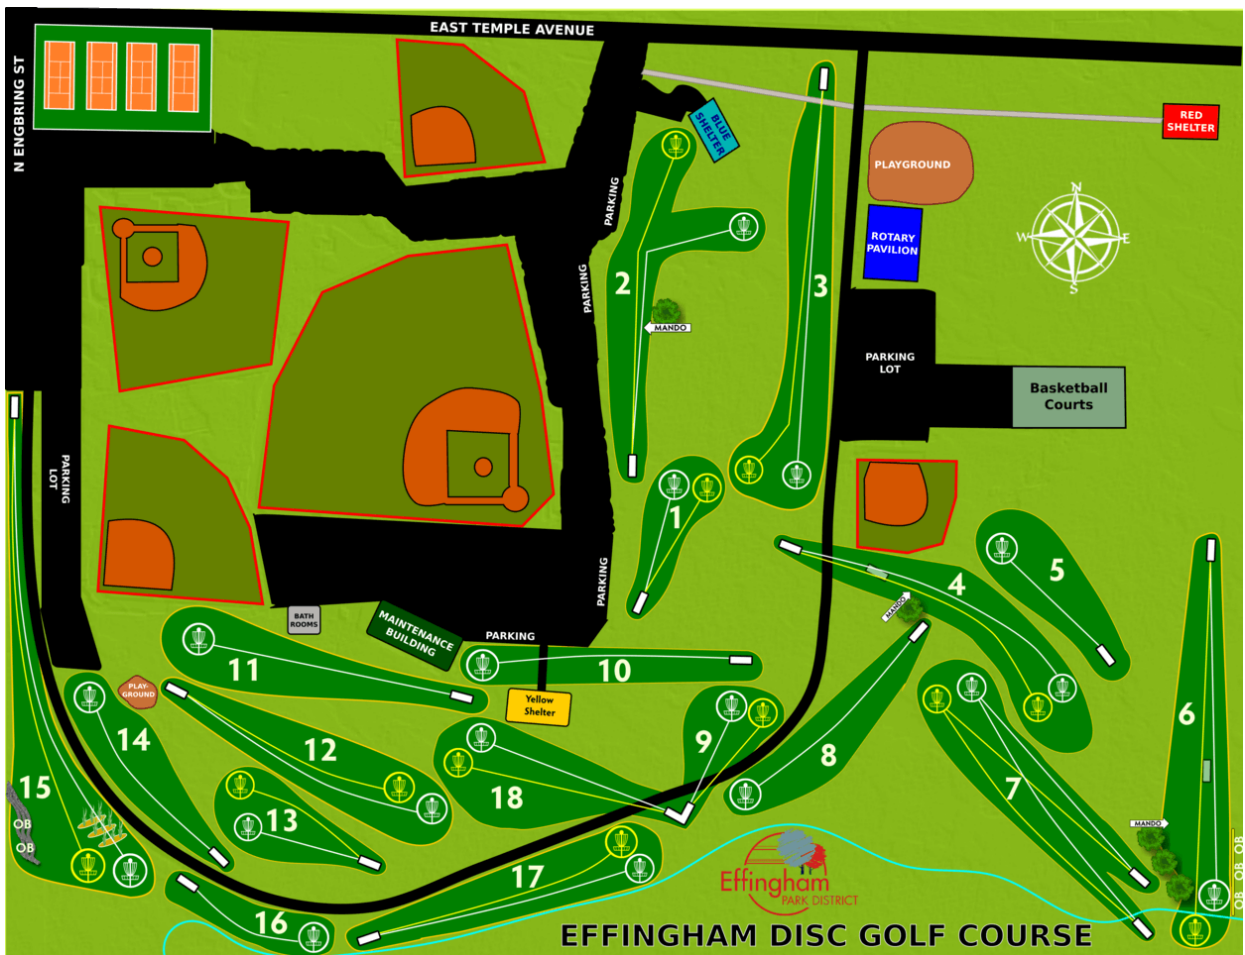 EAST TEMPLE AVENUE
N ENGBRING ST
BLUE
SHELTER
RED
SHELTER
PLAYGROUND
PARKING
ROTARY
PAVILION
N
W
E
S
2
3
PARKING
MANDO
PARKING
LOT
Basketball
Courts
PARKING
LOT
1
PARKING
4
5
MANDO
BATH
ROOMS
MAINTENANCE
BUILDING
PARKING
11
10
PLAY-
GROUND
Yellow
Shelter
6
14
12
9
8
15
18
7
13
OB
OB
MANDO
OB
OB
OB
17
16
Effingham
PARK DISTRICT
EFFINGHAM DISC GOLF COURSE